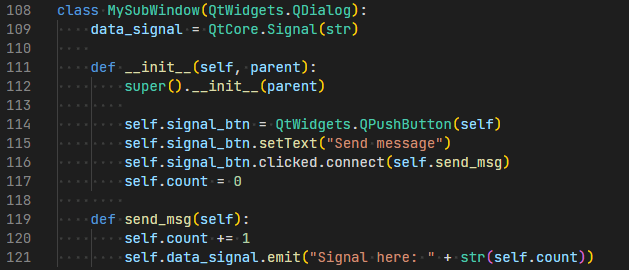 108 class MySubWindow(QtWidgets.QDialog):
109     data_signal = QtCore.Signal(str)
110
111     def __init__(self, parent):
112         super().__init__(parent)
113
114         self.signal_btn = QtWidgets.QPushButton(self)
115         self.signal_btn.setText("Send message")
116         self.signal_btn.clicked.connect(self.send_msg)
117         self.count = 0
118
119     def send_msg(self):
120         self.count += 1
121         self.data_signal.emit("Signal here: " + str(self.count))